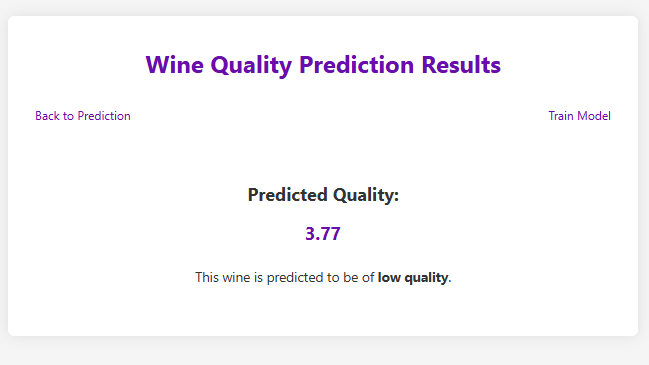 Wine Quality Prediction Results
Back to Prediction
Train Model
Predicted Quality:
3.77
This wine is predicted to be of low quality.